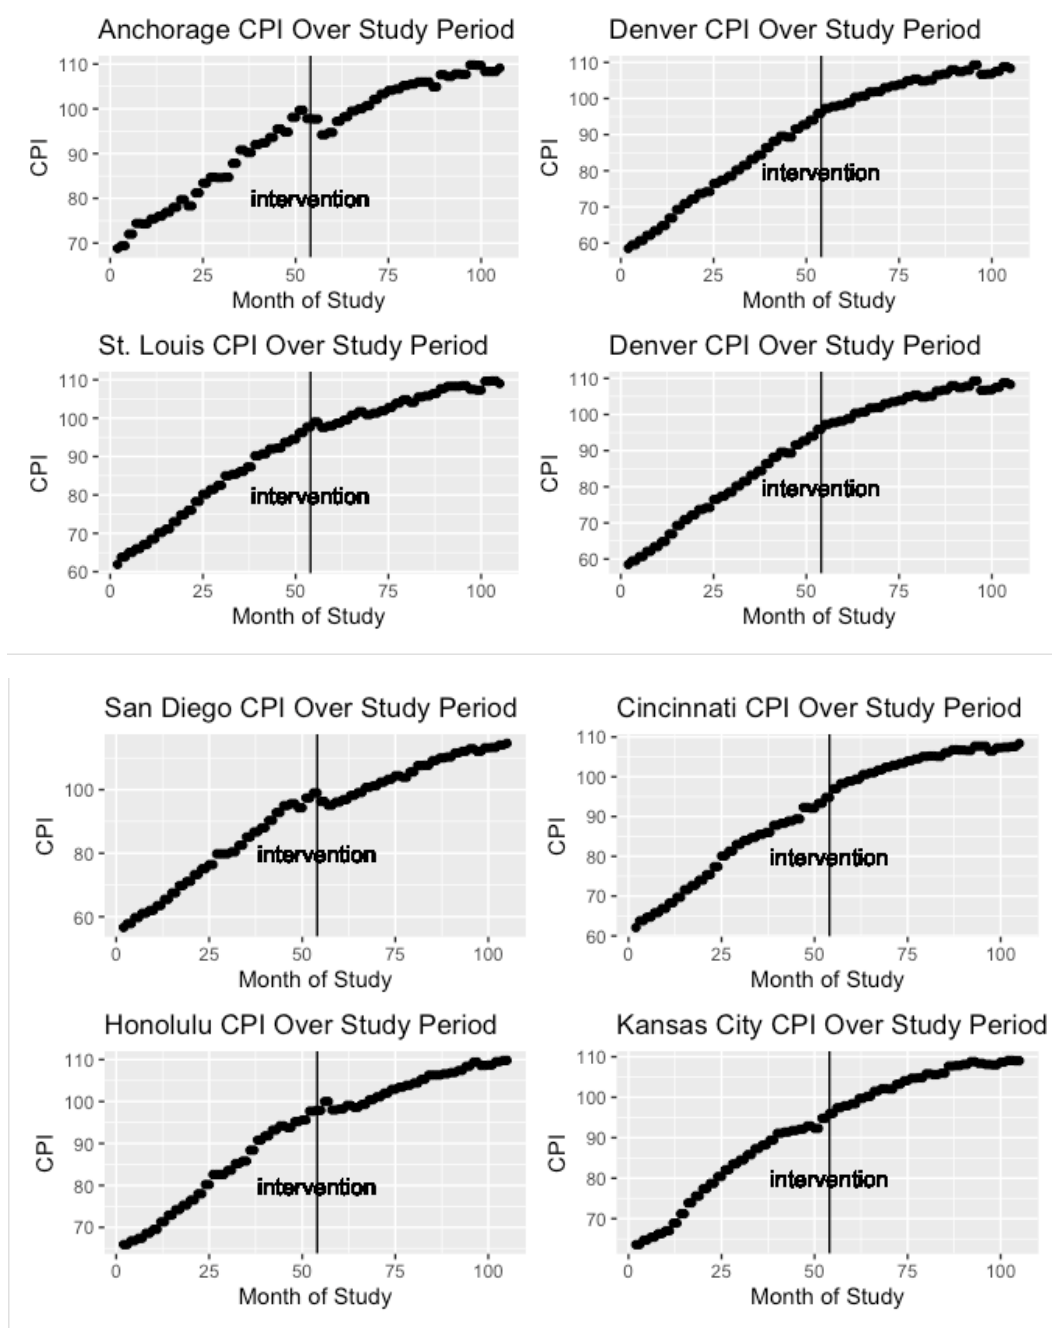 Anchorage CPI Over Study Period
110
100
90
80
70
CPI
intervention
0 25 50 75 100
Month of Study
Denver CPI Over Study Period
110
100
90
80
70
60
CPI
intervention
0 25 50 75 100
Month of Study
St. Louis CPI Over Study Period
110
100
90
80
70
60
CPI
intervention
0 25 50 75 100
Month of Study
Denver CPI Over Study Period
110
100
90
80
70
60
CPI
intervention
0 25 50 75 100
Month of Study
San Diego CPI Over Study Period
100
80
60
CPI
intervention
0 25 50 75 100
Month of Study
Cincinnati CPI Over Study Period
110
100
90
80
70
60
CPI
intervention
0 25 50 75 100
Month of Study
Honolulu CPI Over Study Period
110
100
90
80
70
CPI
intervention
0 25 50 75 100
Month of Study
Kansas City CPI Over Study Period
110
100
90
80
70
CPI
intervention
0 25 50 75 100
Month of Study